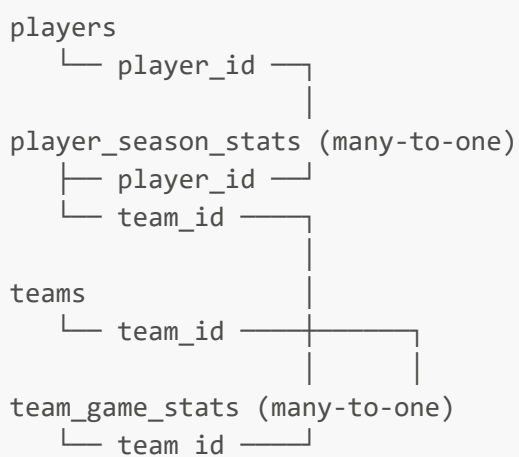 players
└── player_id ──┐
│
player_season_stats (many-to-one)
├── player_id ──┘
└── team_id ────┐
│
teams │
└── team_id ────┼──────┐
│ │
team_game_stats (many-to-one)
└── team_id ────┘